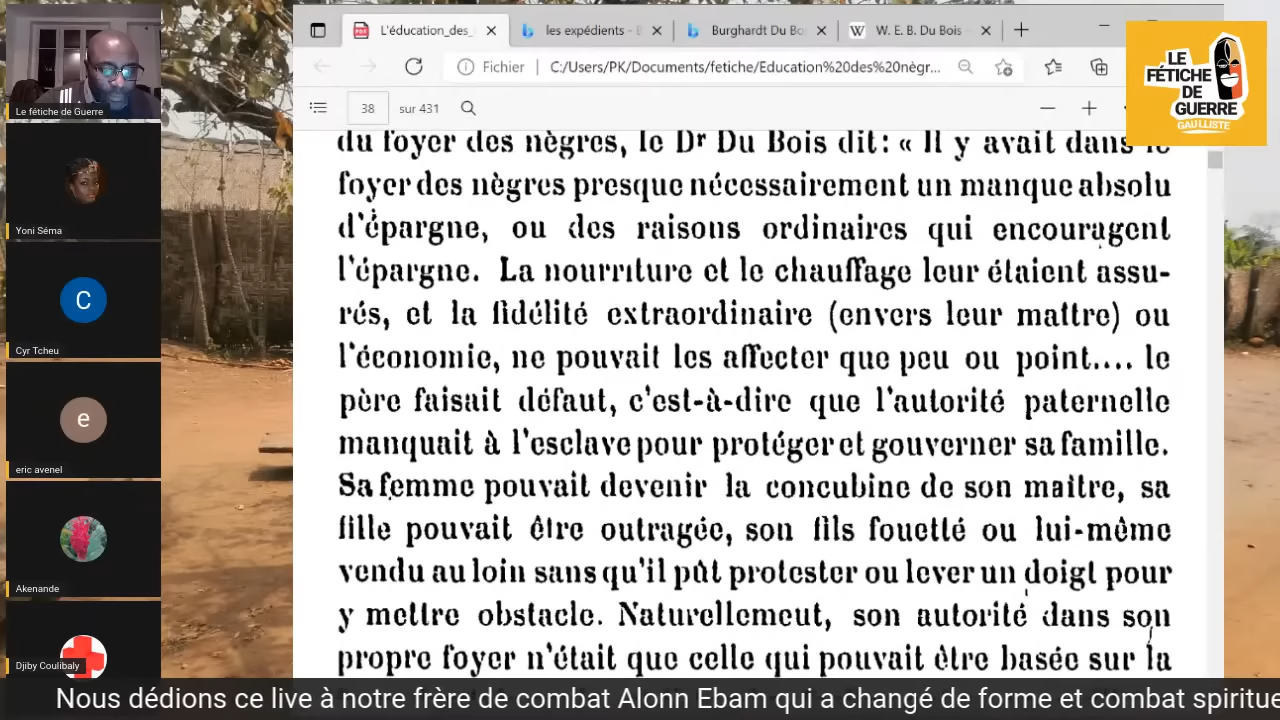 Le fétiche de Guerre
Yoni Séma
Cyr Tcheu
eric avenel
Akenande
Djiby Coulibaly
C
e
L'éducation_des_
les expédients - E
Burghardt Du Bo
W. E. B. Du Bois
Fichier
C:/Users/PK/Documents/fetiche/Education%20des%20nègr...
38
sur 431
LE
FÉTICHE
DE
GUERRE
GAULLISTE
du foyer des nègres, le Dr Du Bois dit : « Il y avait dans le
foyer des nègres presque nécessairement un manque absolu
d'épargne, ou des raisons ordinaires qui encouragent
l'épargne. La nourriture et le chauffage leur étaient assu-
rés, et la fidélité extraordinaire (envers leur maître) ou
l'économie, ne pouvait les affecter que peu ou point.... le
père faisait défaut, c'est-à-dire que l'autorité paternelle
manquait à l'esclave pour protéger et gouverner sa famille.
Sa femme pouvait devenir la concubine de son maître, sa
fille pouvait être outragée, son fils fouetté ou lui-même
vendu au loin sans qu'il pût protester ou lever un doigt pour
y mettre obstacle. Naturellement, son autorité dans son
propre foyer n'était que celle qui pouvait être basée sur la
Nous dédions ce live à notre frère de combat Alonn Ebam qui a changé de forme et combat spiritue